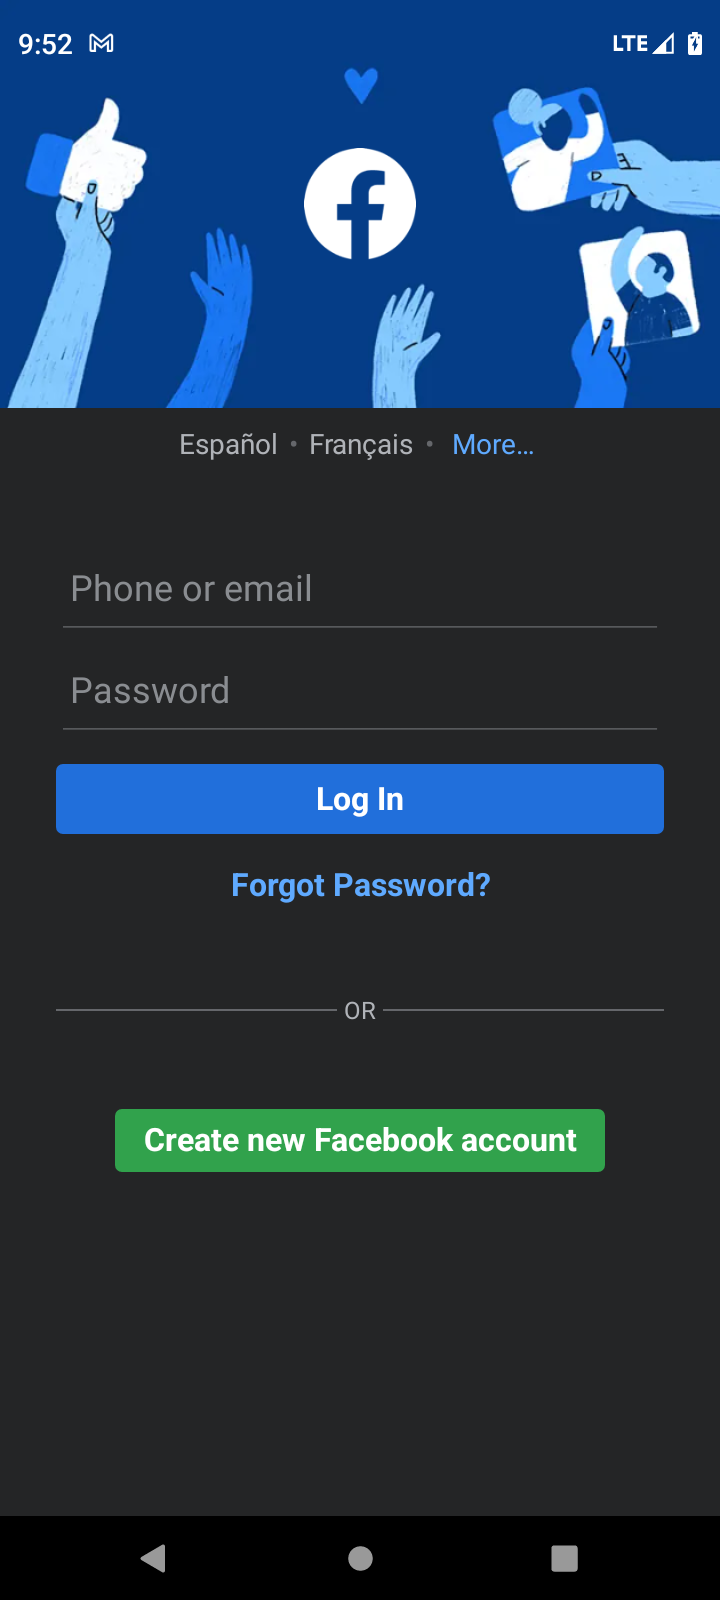 9:52 LTE
Español • Français • More...
Phone or email
Password
Log In
Forgot Password?
OR
Create new Facebook account